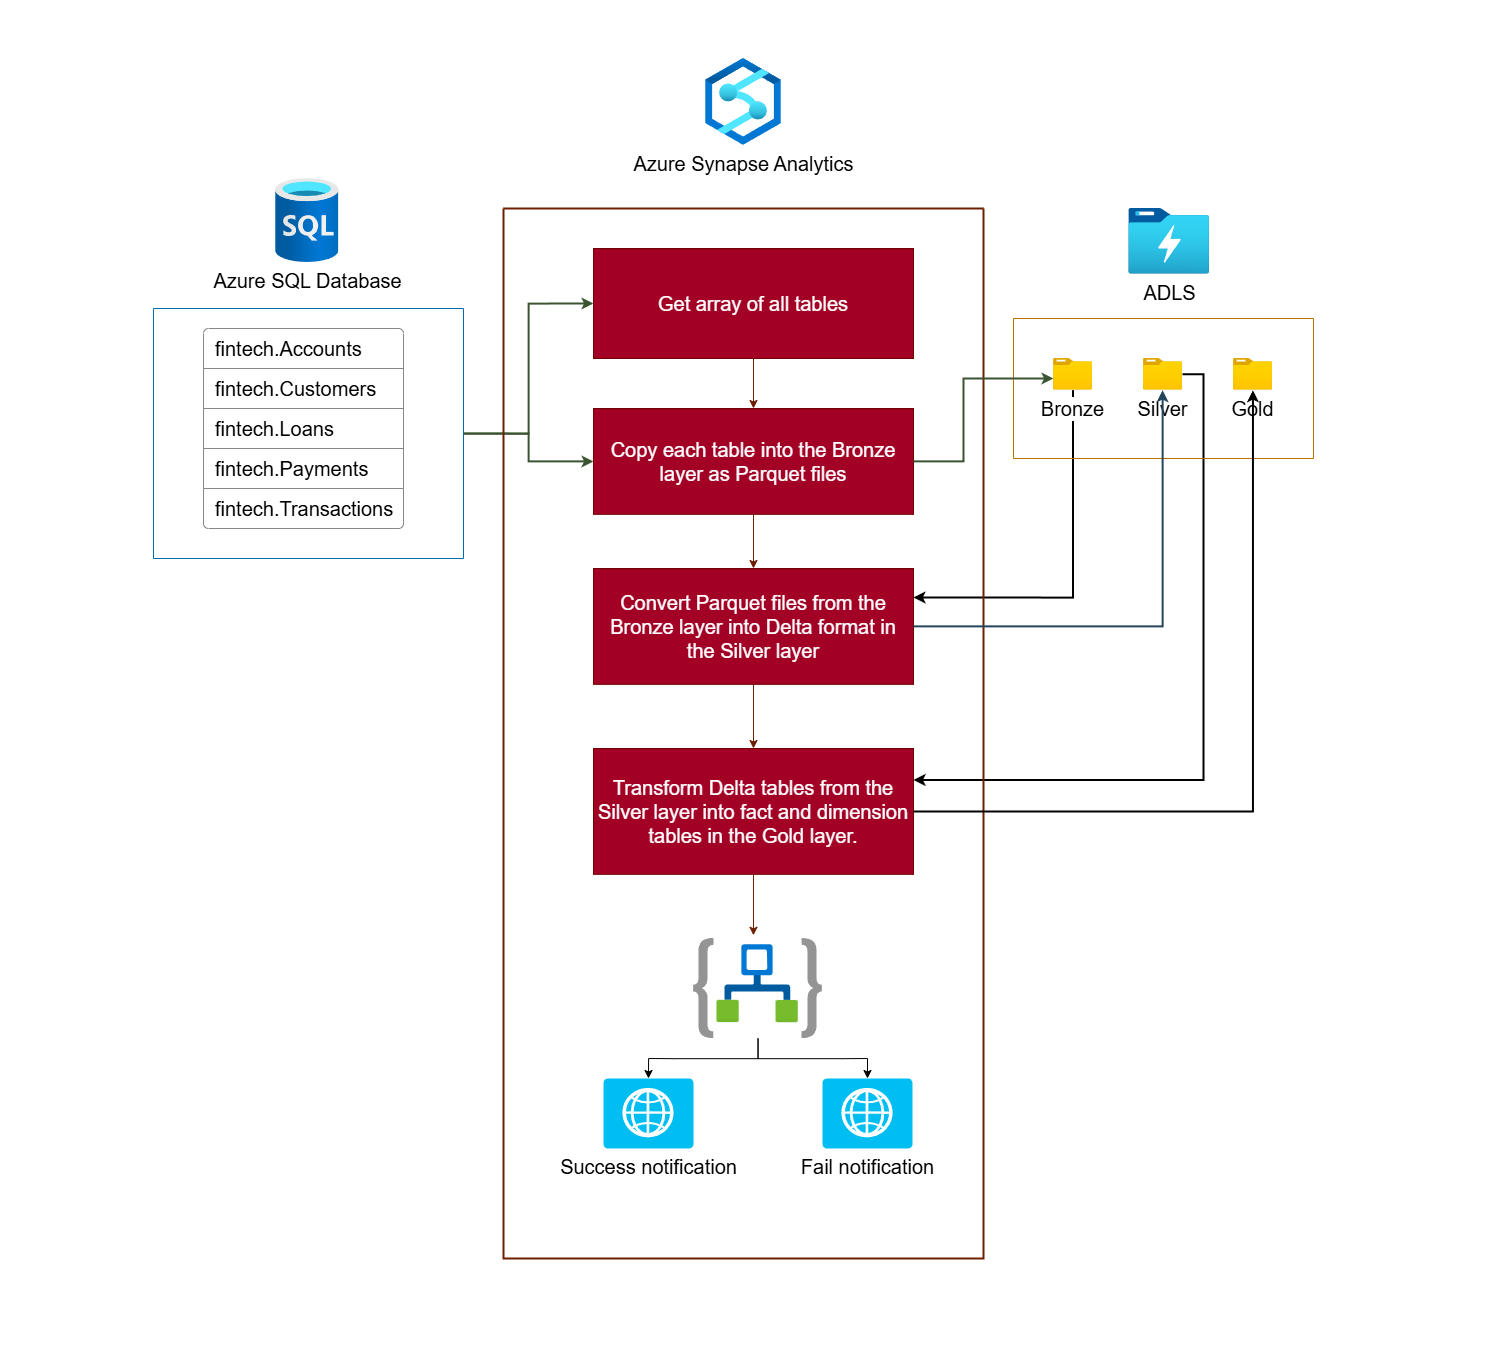 Azure Synapse Analytics
SQL
Azure SQL Database
fintech.Accounts
fintech.Customers
fintech.Loans
fintech.Payments
fintech.Transactions
Get array of all tables
Copy each table into the Bronze
layer as Parquet files
Convert Parquet files from the
Bronze layer into Delta format in
the Silver layer
Transform Delta tables from the
Silver layer into fact and dimension
tables in the Gold layer.
Success notification
Fail notification
ADLS
Bronze
Silver
Gold